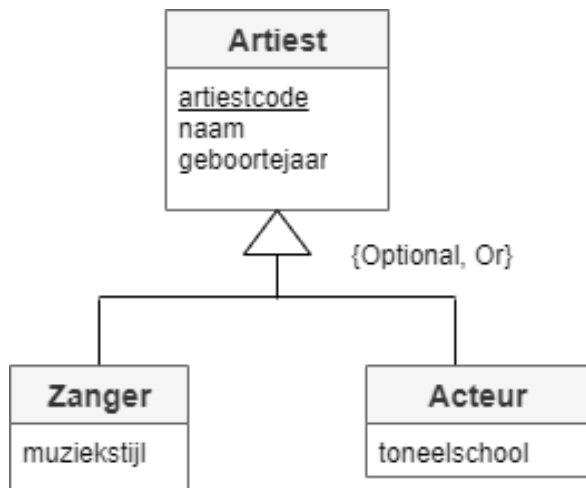 Artiest
artiestcode
naam
geboortejaar
{Optional, Or}
Zanger
muziekstijl
Acteur
toneelschool